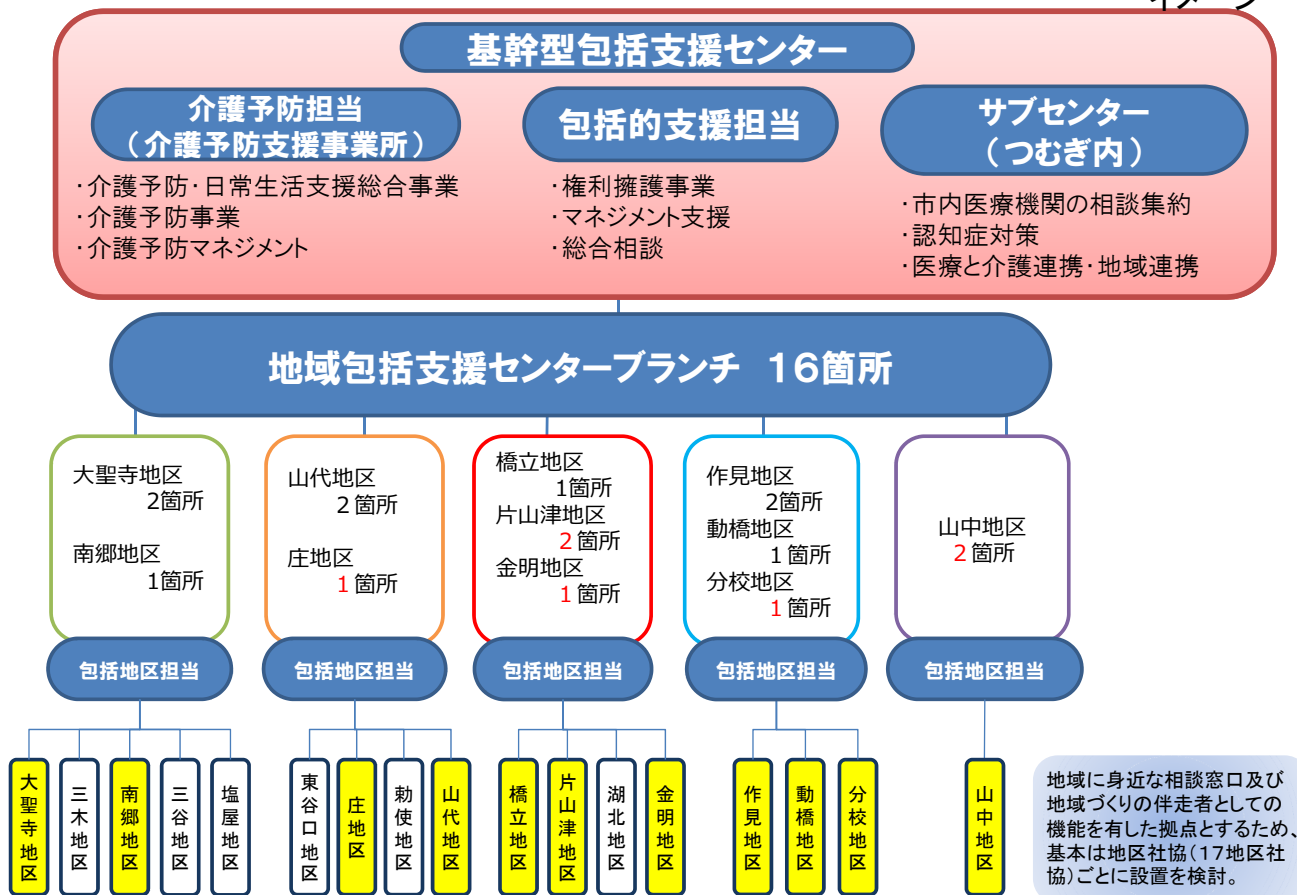 イメージ
基幹型包括支援センター
介護予防担当
（介護予防支援事業所）
・介護予防・日常生活支援総合事業
・介護予防事業
・介護予防マネジメント
包括的支援担当
・権利擁護事業
・マネジメント支援
・総合相談
サブセンター
（つむぎ内）
・市内医療機関の相談集約
・認知症対策
・医療と介護連携・地域連携
地域包括支援センターブランチ　１６箇所
大聖寺地区
2箇所
南郷地区
1箇所
山代地区
２箇所
庄地区
１箇所
橋立地区
1箇所
片山津地区
２箇所
金明地区
１箇所
作見地区
2箇所
動橋地区
１箇所
分校地区
１箇所
山中地区
２箇所
包括地区担当
包括地区担当
包括地区担当
包括地区担当
包括地区担当
大聖寺地区
三木地区
南郷地区
三谷地区
塩屋地区
東谷口地区
庄地区
勅使地区
山代地区
橋立地区
片山津地区
湖北地区
金明地区
作見地区
動橋地区
分校地区
山中地区
地域に身近な相談窓口及び
地域づくりの伴走者としての
機能を有した拠点とするため、
基本は地区社協（１７地区社
協）ごとに設置を検討。